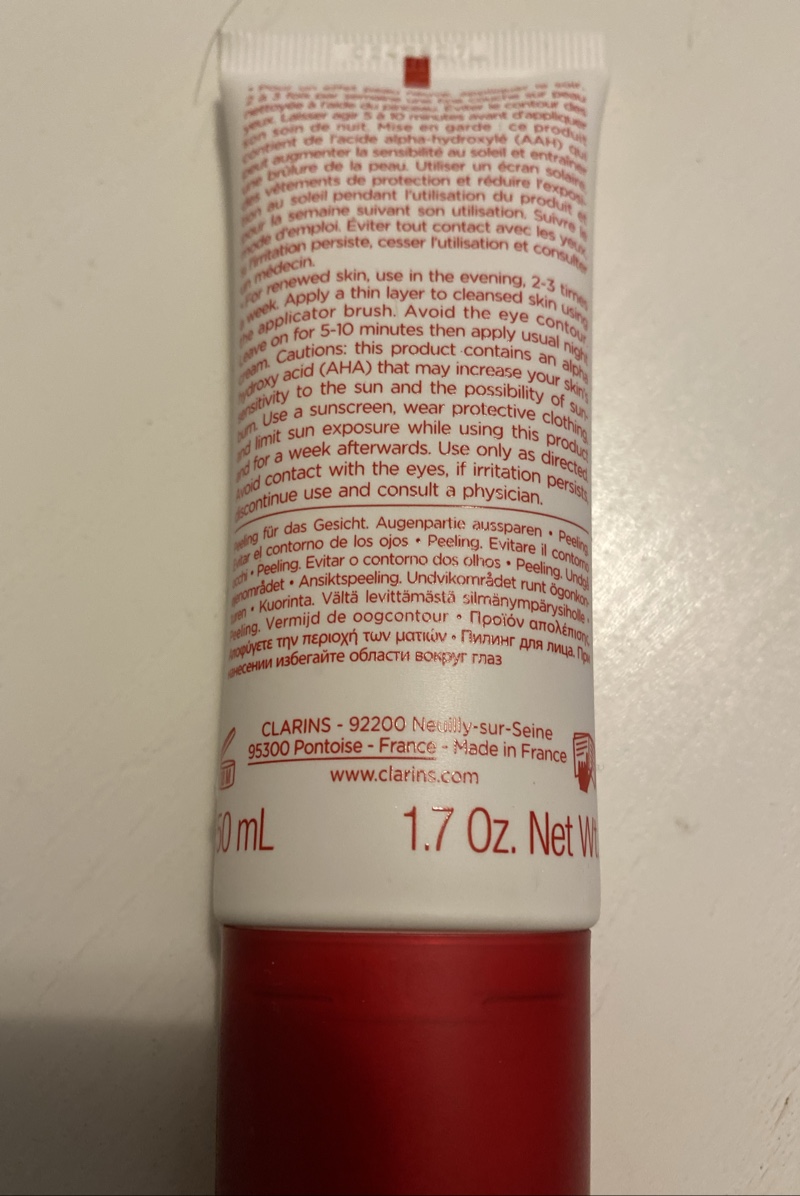 • Pour un effet peau neuve, appliquer le soir,
2 à 3 fois par semaine une fine couche sur peau
nettoyée à l'aide du pinceau. Éviter le contour des
yeux. Laisser agir 5 à 10 minutes avant d'appliquer
son soin de nuit. Mise en garde : ce produit
contient de l'acide alpha-hydroxylé (AAH) qui
peut augmenter la sensibilité au soleil et entraîner
une brûlure de la peau. Utiliser un écran solaire,
des vêtements de protection et réduire l'exposi-
tion au soleil pendant l'utilisation du produit et
pour la semaine suivant son utilisation. Suivre le
mode d'emploi. Éviter tout contact avec les yeux,
si l'irritation persiste, cesser l'utilisation et consulter
un médecin.
• For renewed skin, use in the evening, 2-3 times
a week. Apply a thin layer to cleansed skin using
the applicator brush. Avoid the eye contour.
Leave on for 5-10 minutes then apply usual night
cream. Cautions: this product contains an alpha
hydroxy acid (AHA) that may increase your skin's
sensitivity to the sun and the possibility of sun-
burn. Use a sunscreen, wear protective clothing,
and limit sun exposure while using this product
and for a week afterwards. Use only as directed.
Avoid contact with the eyes, if irritation persists,
discontinue use and consult a physician.
Peeling für das Gesicht. Augenpartie aussparen • Peeling
Evitar el contorno de los ojos • Peeling. Evitare il contorno
occhi • Peeling. Evitar o contorno dos olhos • Peeling. Undgå
øjenområdet • Ansiktspeeling. Undvikområdet runt ögonkon-
turen • Kuorinta. Vältä levittämästä silmänympärysiholle •
Peeling. Vermijd de oogcontour • Προϊόν απολέπισης
Αποφύγετε την περιοχή των ματιών • Пилинг для лица. При
нанесении избегайте области вокруг глаз
CLARINS - 92200 Neuilly-sur-Seine
95300 Pontoise - France - Made in France
www.clarins.com
50 mL 1.7 Oz. Net Wt.